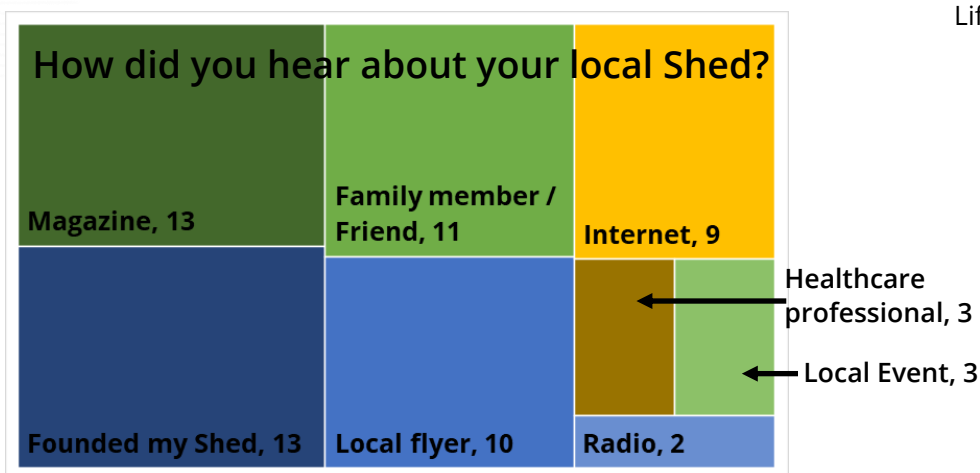 How did you hear about your local Shed?
Magazine, 13
Family member /
Friend, 11
Internet, 9
Healthcare
professional, 3
Local Event, 3
Founded my Shed, 13
Local flyer, 10
Radio, 2